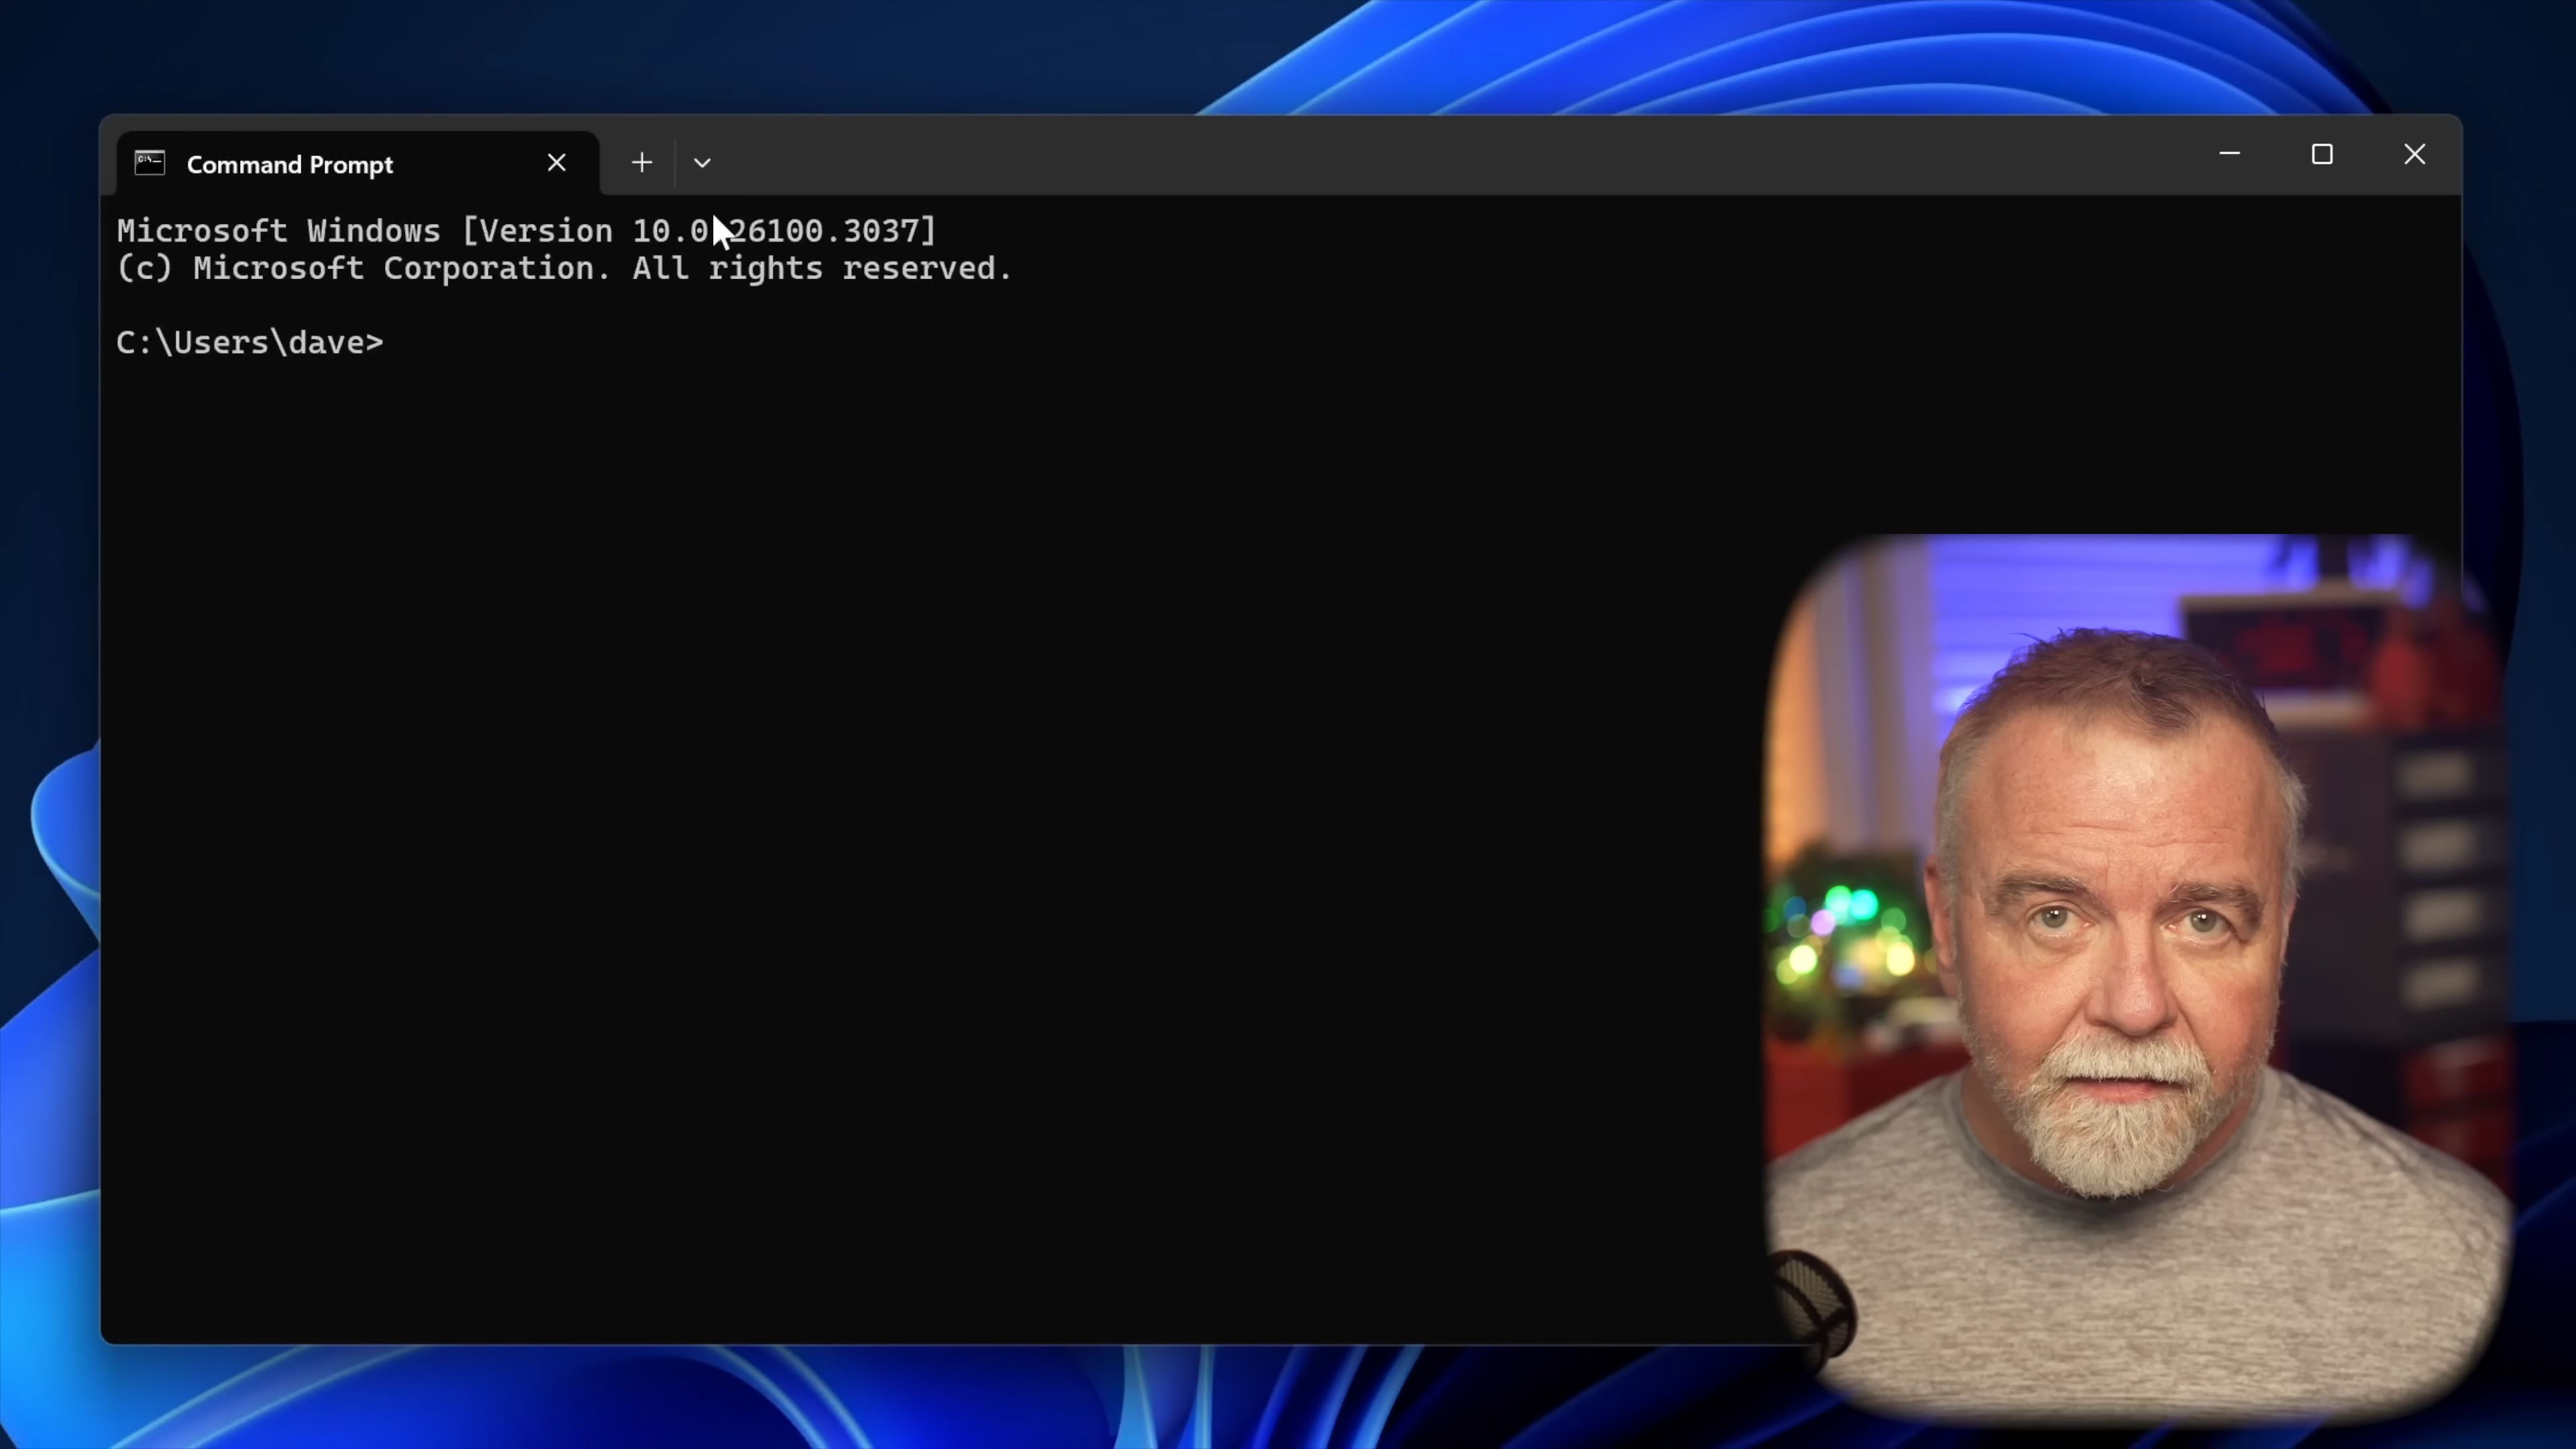 Command Prompt
Microsoft Windows [Version 10.0.26100.3037]
(c) Microsoft Corporation. All rights reserved.
C:\Users\dave>